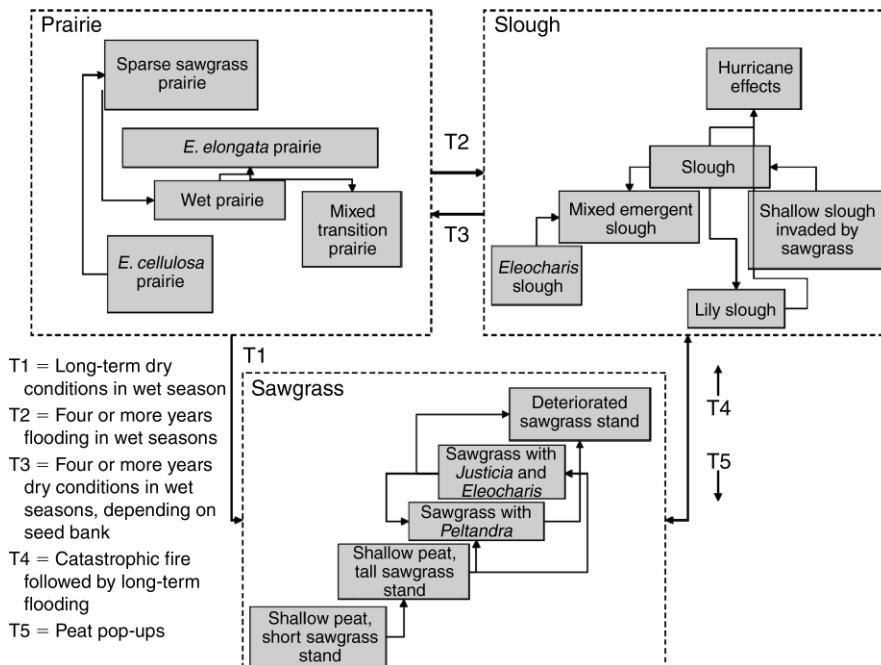 Prairie
Sparse sawgrass
prairie
E. elongata prairie
Wet prairie
Mixed
transition
prairie
E. cellulosa
prairie
T2
T3
Slough
Hurricane
effects
Slough
Mixed emergent
slough
Shallow slough
invaded by
sawgrass
Eleocharis
slough
Lily slough
T1
T1 = Long-term dry
conditions in wet season
T2 = Four or more years
flooding in wet seasons
T3 = Four or more years
dry conditions in wet
seasons, depending on
seed bank
T4 = Catastrophic fire
followed by long-term
flooding
T5 = Peat pop-ups
Sawgrass
Deteriorated
sawgrass stand
Sawgrass with
Justicia and
Eleocharis
Sawgrass with
Peltandra
Shallow peat,
tall sawgrass
stand
Shallow peat,
short sawgrass
stand
T4
T5